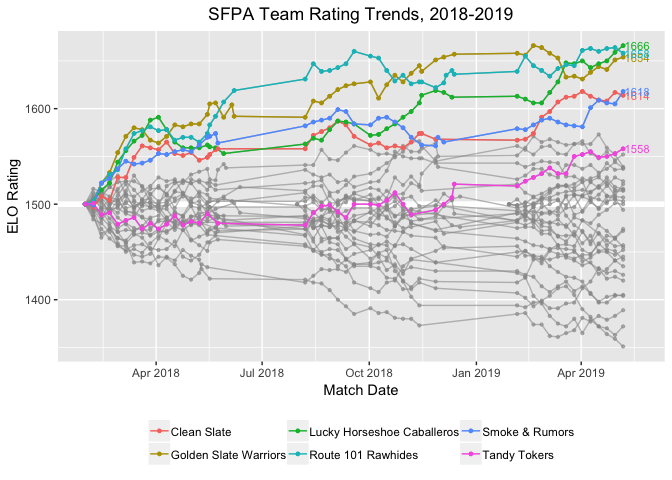 SFPA Team Rating Trends, 2018-2019
ELO Rating
1600
1500
1400
1666
1654
1618
1614
1558
Apr 2018 Jul 2018 Oct 2018 Jan 2019 Apr 2019
Match Date
Clean Slate Lucky Horseshoe Caballeros Smoke & Rumors
Golden Slate Warriors Route 101 Rawhides Tandy Tokers